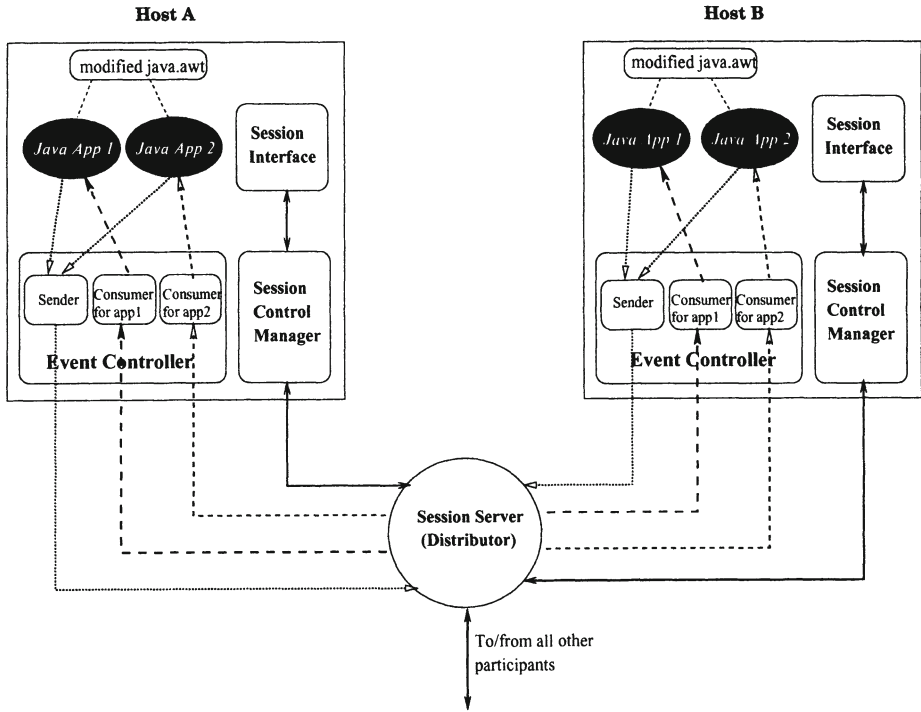 Host A
modified java.awt
Java App 1
Java App 2
Session
Interface
Sender
Consumer
for app1
Consumer
for app2
Event Controller
Session
Control
Manager
Host B
modified java.awt
Java App 1
Java App 2
Session
Interface
Sender
Consumer
for app1
Consumer
for app2
Event Controller
Session
Control
Manager
Session Server
(Distributor)
To/from all other
participants